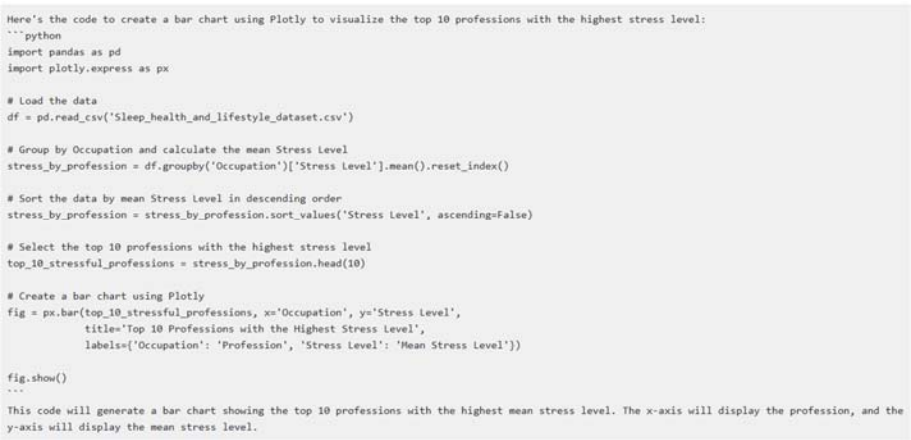 Here's the code to create a bar chart using Plotly to visualize the top 10 professions with the highest stress level:
```python
import pandas as pd
import plotly.express as px
# Load the data
df = pd.read_csv('Sleep_health_and_lifestyle_dataset.csv')
# Group by Occupation and calculate the mean Stress Level
stress_by_profession = df.groupby('Occupation')['Stress Level'].mean().reset_index()
# Sort the data by mean Stress Level in descending order
stress_by_profession = stress_by_profession.sort_values('Stress Level', ascending=False)
# Select the top 10 professions with the highest stress level
top_10_stressful_professions = stress_by_profession.head(10)
# Create a bar chart using Plotly
fig = px.bar(top_10_stressful_professions, x='Occupation', y='Stress Level',
title='Top 10 Professions with the Highest Stress Level',
labels={'Occupation': 'Profession', 'Stress Level': 'Mean Stress Level'})
fig.show()
```
This code will generate a bar chart showing the top 10 professions with the highest mean stress level. The x-axis will display the profession, and the
y-axis will display the mean stress level.